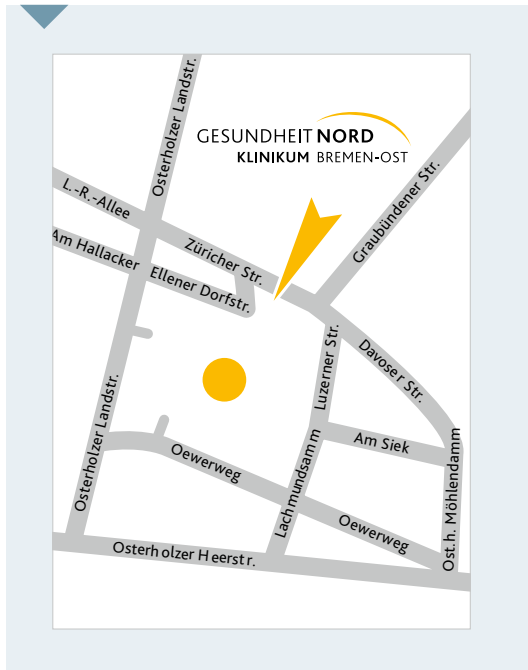 Osterholzer Landstr.
GESUNDHEIT NORD
KLINIKUM BREMEN-OST
L.-R.-Allee
Graubündener Str.
Am Hallacker
Züricher Str.
Ellener Dorfstr.
Luzerner Str.
Davoser Str.
Osterholzer Landstr.
Am Siek
Oewerweg
Lachmundsamm
Oewerweg
Ost.h. Möhlendamm
Osterholzer Heerstr.